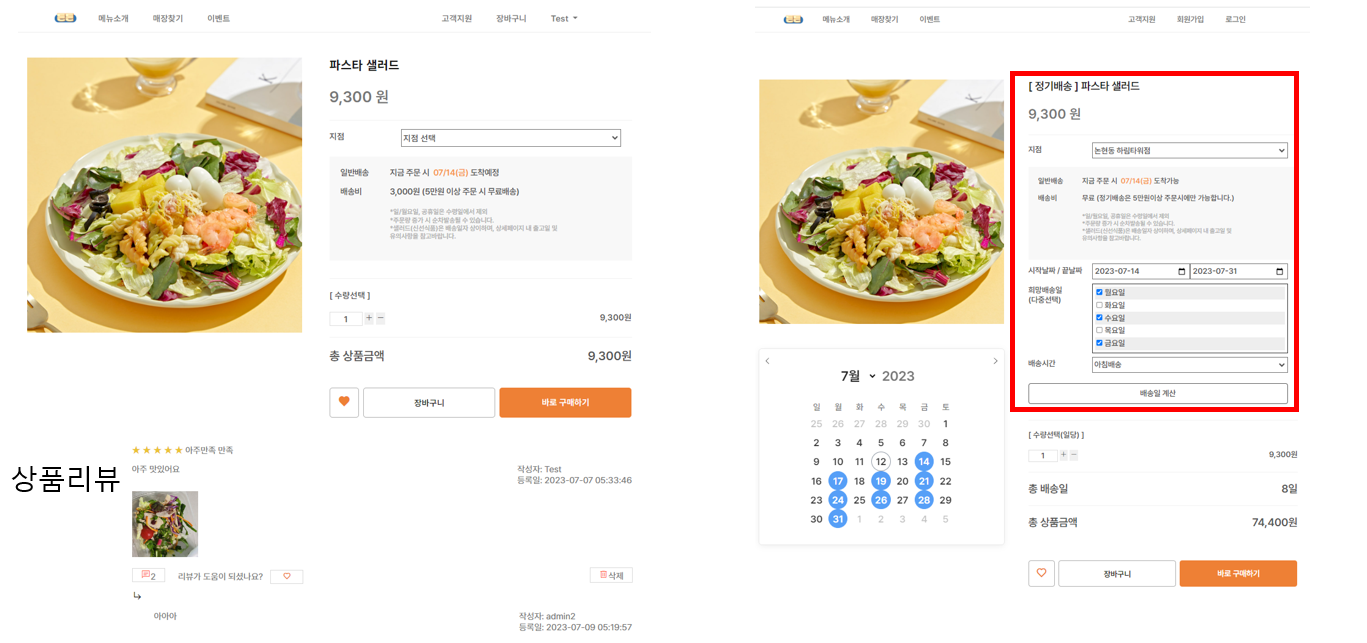 메뉴소개 매장찾기 이벤트 고객지원 장바구니 Test
파스타 샐러드
9,300 원
지점 지점 선택
일반배송 지금 주문 시 07/14(금) 도착예정
배송비 3,000원 (5만원 이상 주문 시 무료배송)
*일/월요일, 공휴일은 수령일에서 제외
*주문량 증가 시 순차발송될 수 있습니다.
*샐러드(신선식품)은 배송일자 상이하며, 상세페이지 내 출고일 및
유의사항을 참고바랍니다.
[ 수량선택 ]
1 + − 9,300원
총 상품금액 9,300원
장바구니 바로 구매하기
상품리뷰
★★★★★ 아주만족 만족
아주 맛있어요
작성자: Test
등록일: 2023-07-07 05:33:46
2 리뷰가 도움이 되셨나요? 삭제
아아아
작성자: admin2
등록일: 2023-07-09 05:19:57
메뉴소개 매장찾기 이벤트 고객지원 회원가입 로그인
[ 정기배송 ] 파스타 샐러드
9,300 원
지점 논현동 하림타워점
일반배송 지금 주문 시 07/14(금) 도착가능
배송비 무료 (정기배송은 5만원이상 주문시에만 가능합니다.)
*일/월요일, 공휴일은 수령일에서 제외
*주문량 증가 시 순차발송될 수 있습니다.
*샐러드(신선식품)은 배송일자 상이하며, 상세페이지 내 출고일 및
유의사항을 참고바랍니다.
시작날짜 / 끝날짜 2023-07-14 2023-07-31
희망배송일
(다중선택)
월요일
화요일
수요일
목요일
금요일
배송시간 아침배송
배송일 계산
7월 2023
일 월 화 수 목 금 토
25 26 27 28 29 30 1
2 3 4 5 6 7 8
9 10 11 12 13 14 15
16 17 18 19 20 21 22
23 24 25 26 27 28 29
30 31 1 2 3 4 5
[ 수량선택(일당) ]
1 + − 9,300원
총 배송일 8일
총 상품금액 74,400원
장바구니 바로 구매하기